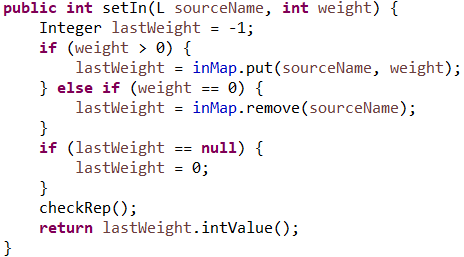 public int setIn(L sourceName, int weight) {
    Integer lastWeight = -1;
    if (weight > 0) {
        lastWeight = inMap.put(sourceName, weight);
    } else if (weight == 0) {
        lastWeight = inMap.remove(sourceName);
    }
    if (lastWeight == null) {
        lastWeight = 0;
    }
    checkRep();
    return lastWeight.intValue();
}